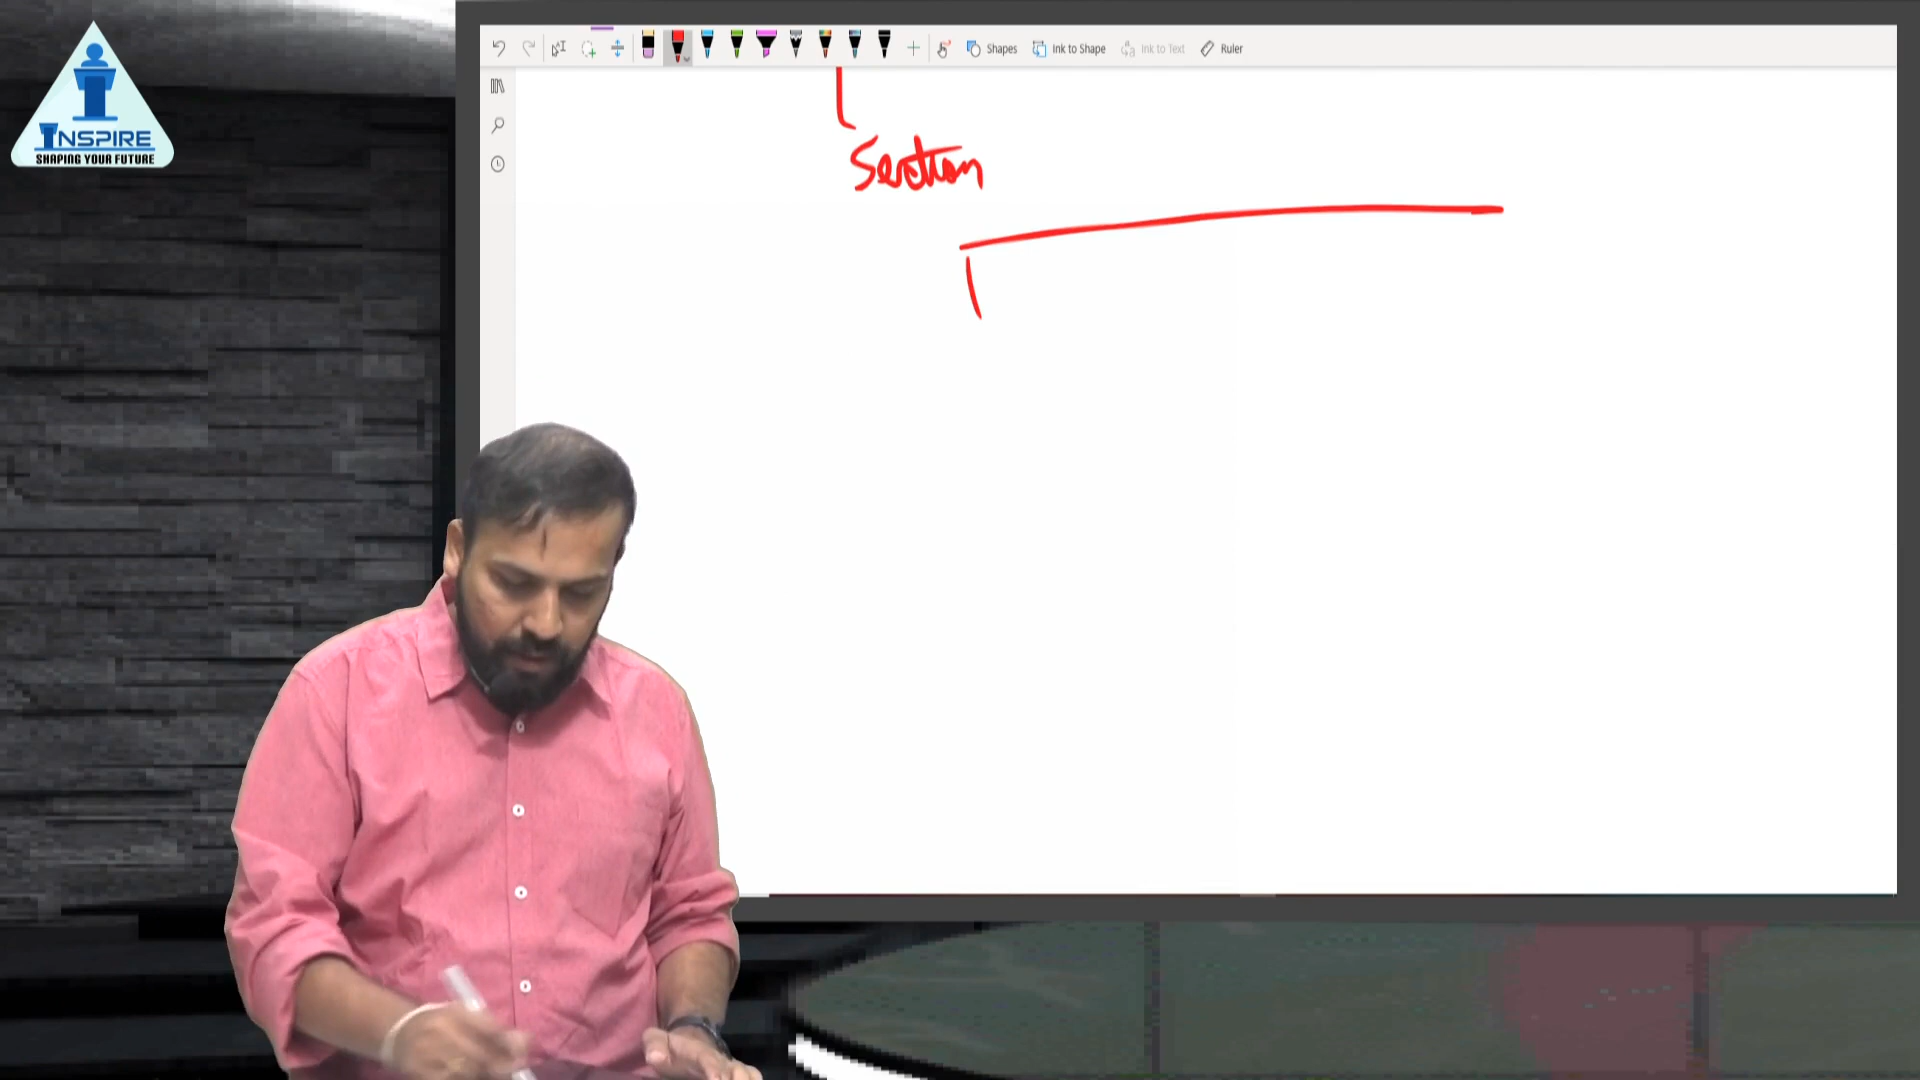 INSPIRE
SHAPING YOUR FUTURE
Shapes
Ink to Shape
Ink to Text
Ruler
Section